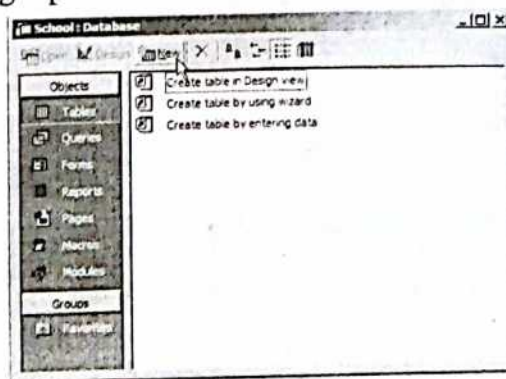 School : Database
Open Design New
Objects
Tables
Queries
Forms
Reports
Pages
Macros
Modules
Groups
Favorites
Create table in Design view
Create table by using wizard
Create table by entering data